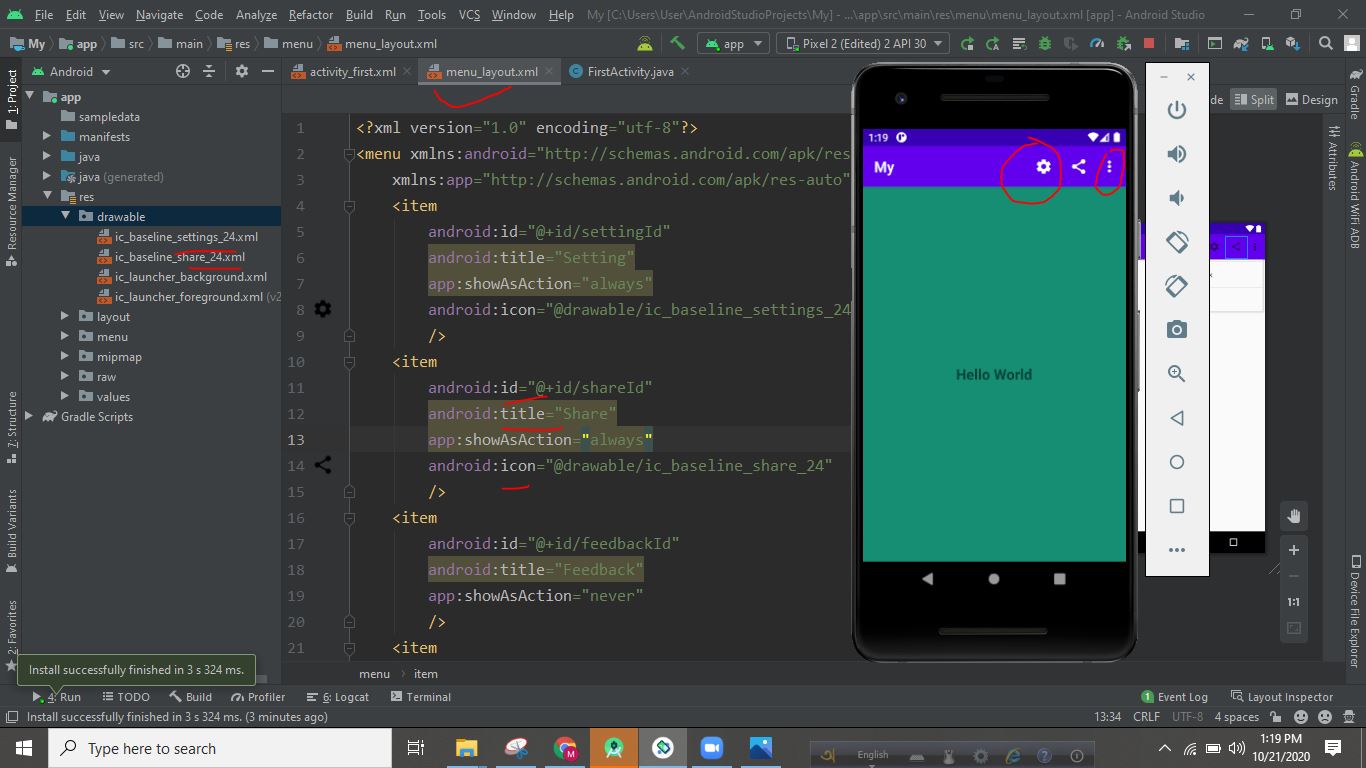 File Edit View Navigate Code Analyze Refactor Build Run Tools VCS Window Help My [C:\Users\User\AndroidStudioProjects\My] - ...\app\src\main\res\menu\menu_layout.xml [app] - Android Studio
My app src main res menu menu_layout.xml
app Pixel 2 (Edited) 2 API 30
Android
activity_first.xml menu_layout.xml FirstActivity.java
de Split Design
1: Project
Resource Manager
7: Structure
Build Variants
2: Favorites
app
sampledata
manifests
java
java (generated)
res
drawable
ic_baseline_settings_24.xml
ic_baseline_share_24.xml
ic_launcher_background.xml
ic_launcher_foreground.xml (v2
layout
menu
mipmap
raw
values
Gradle Scripts
1 <?xml version="1.0" encoding="utf-8"?>
2 <menu xmlns:android="http://schemas.android.com/apk/res
3 xmlns:app="http://schemas.android.com/apk/res-auto"
4 <item
5 android:id="@+id/settingId"
6 android:title="Setting"
7 app:showAsAction="always"
8 android:icon="@drawable/ic_baseline_settings_24
9 />
10 <item
11 android:id="@+id/shareId"
12 android:title="Share"
13 app:showAsAction="always"
14 android:icon="@drawable/ic_baseline_share_24"
15 />
16 <item
17 android:id="@+id/feedbackId"
18 android:title="Feedback"
19 app:showAsAction="never"
20 />
21 <item
menu item
1:19
My
Hello World
1:1
Gradle
Attributes
Android WiFi ADB
Device File Explorer
Install successfully finished in 3 s 324 ms.
4: Run TODO Build Profiler 6: Logcat Terminal 1 Event Log Layout Inspector
Install successfully finished in 3 s 324 ms. (3 minutes ago) 13:34 CRLF UTF-8 4 spaces
Type here to search
M
English
1:19 PM
10/21/2020